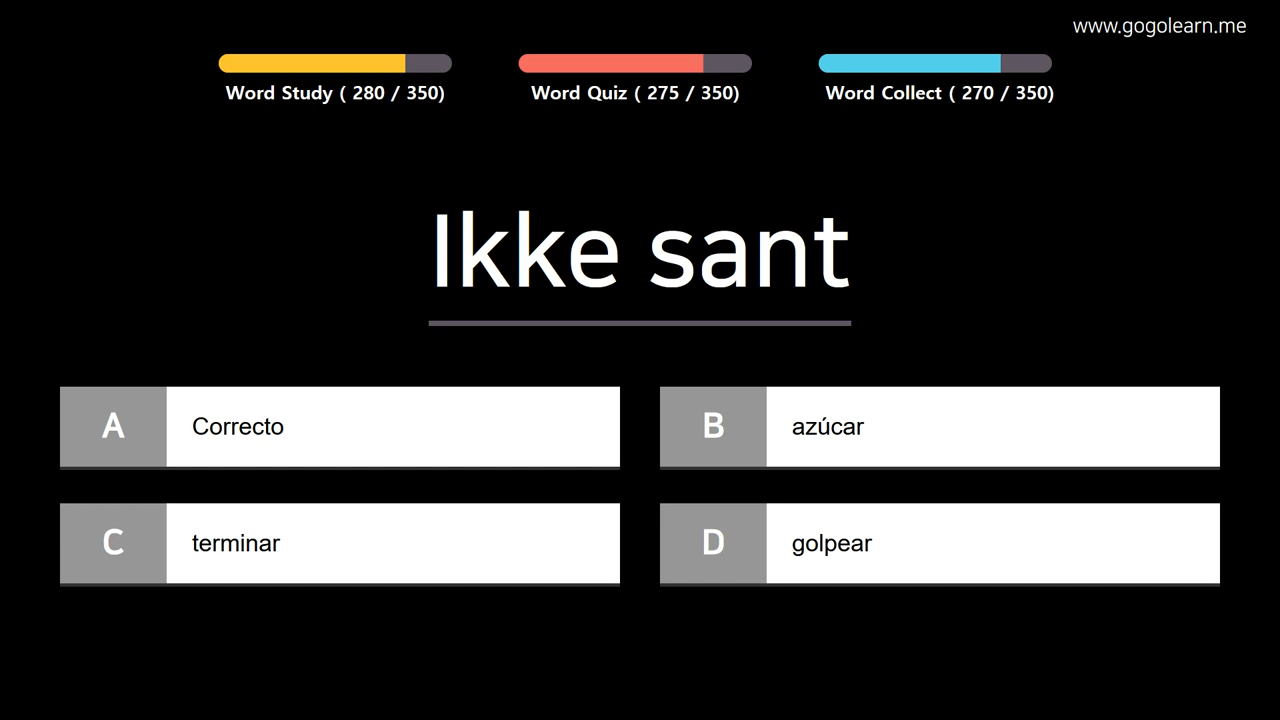 www.gogolearn.me
Word Study ( 280 / 350)
Word Quiz ( 275 / 350)
Word Collect ( 270 / 350)
Ikke sant
A Correcto
B azúcar
C terminar
D golpear